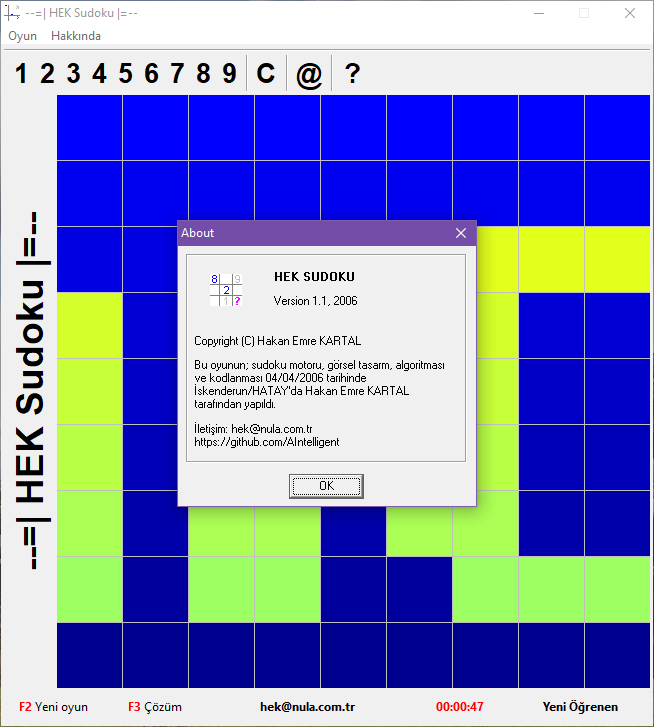 --=| HEK Sudoku |=--
Oyun Hakkında
1 2 3 4 5 6 7 8 9 C @ ?
--=| HEK Sudoku |=--
About
8 9
2
1 ?
HEK SUDOKU
Version 1.1, 2006
Copyright (C) Hakan Emre KARTAL
Bu oyunun; sudoku motoru, görsel tasarm, algoritması
ve kodlanması 04/04/2006 tarihinde
İskenderun/HATAY"da Hakan Emre KARTAL
tarafından yapıldı.
İletişim: hek@nula.com.tr
https://github.com/AIntelligent
OK
F2 Yeni oyun F3 Çözüm hek@nula.com.tr 00:00:47 Yeni Öğrenen